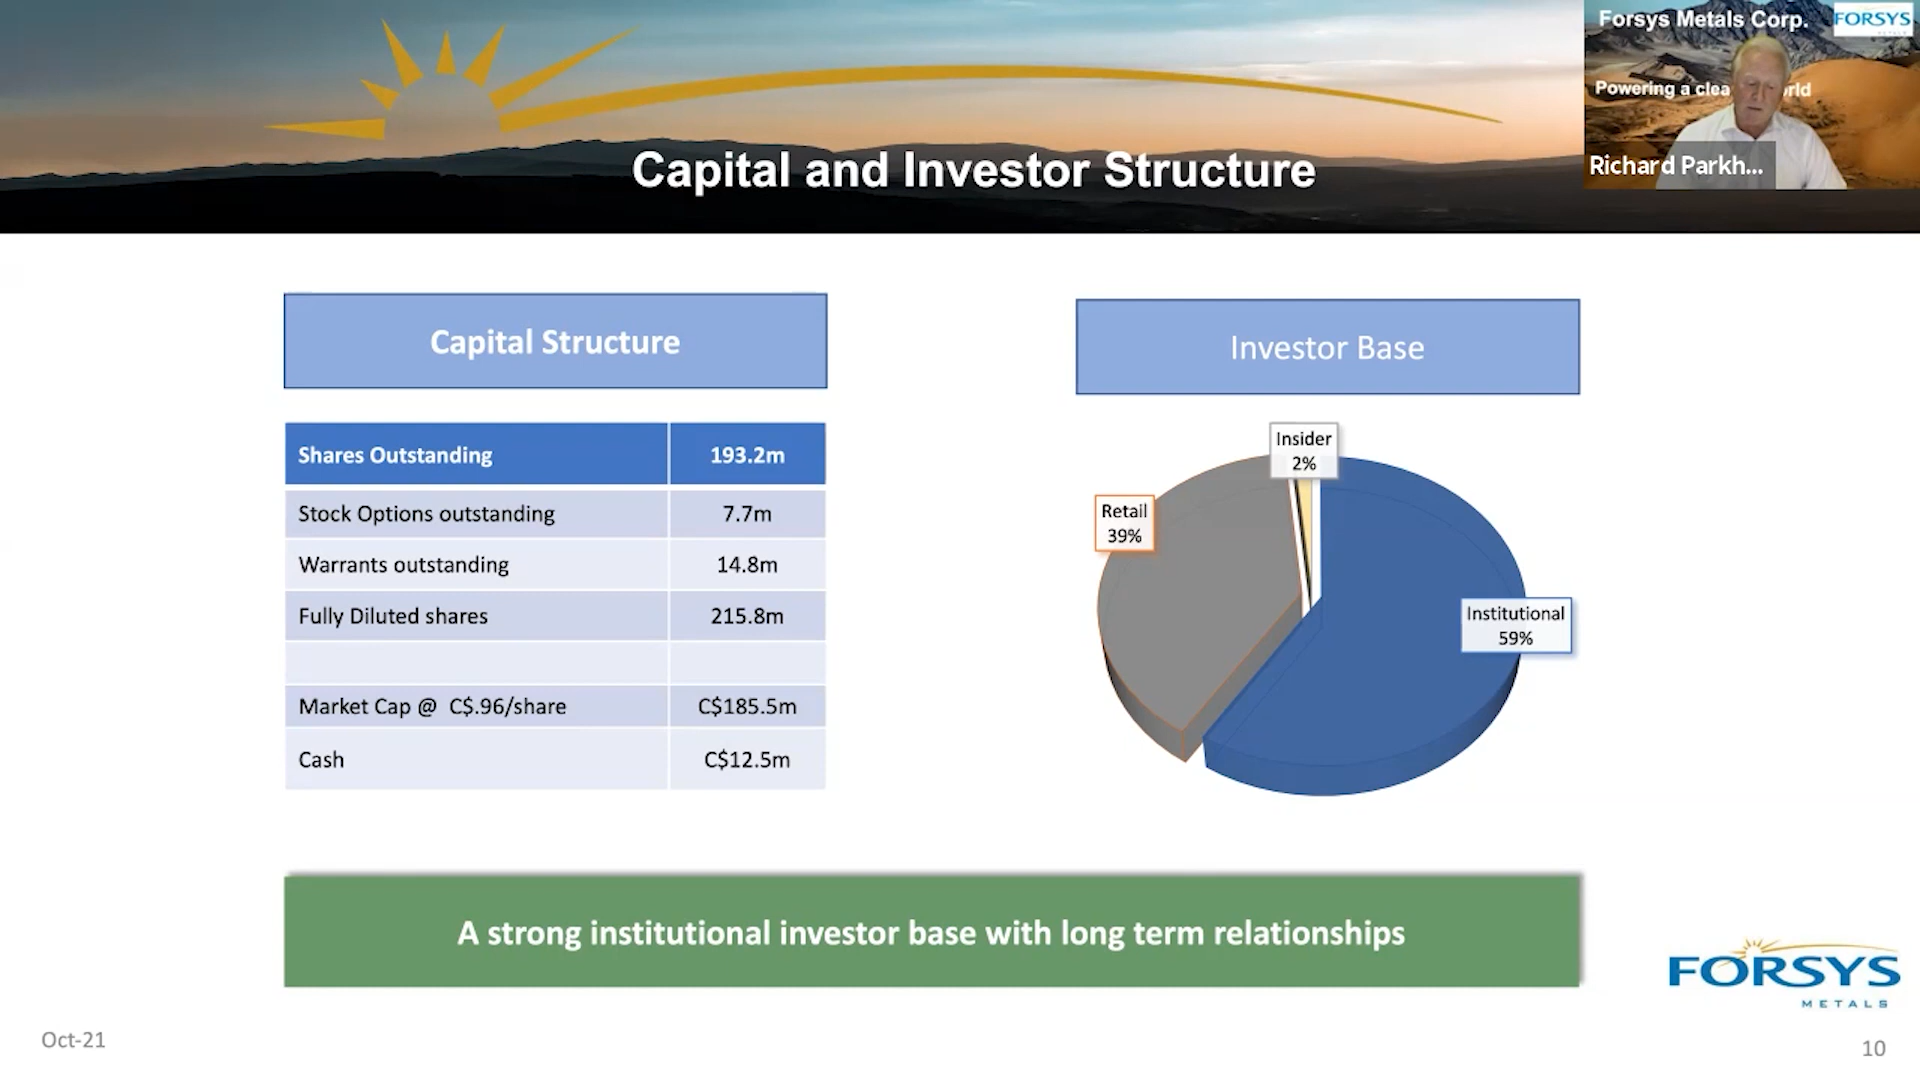 Forsys Metals Corp.
FORSYS
Powering a clea
rld
Richard Parkh...
Capital and Investor Structure
Capital Structure
Shares Outstanding 193.2m
Stock Options outstanding 7.7m
Warrants outstanding 14.8m
Fully Diluted shares 215.8m
Market Cap @ C$.96/share C$185.5m
Cash C$12.5m
Investor Base
Insider
2%
Retail
39%
Institutional
59%
A strong institutional investor base with long term relationships
FORSYS
METALS
Oct-21
10